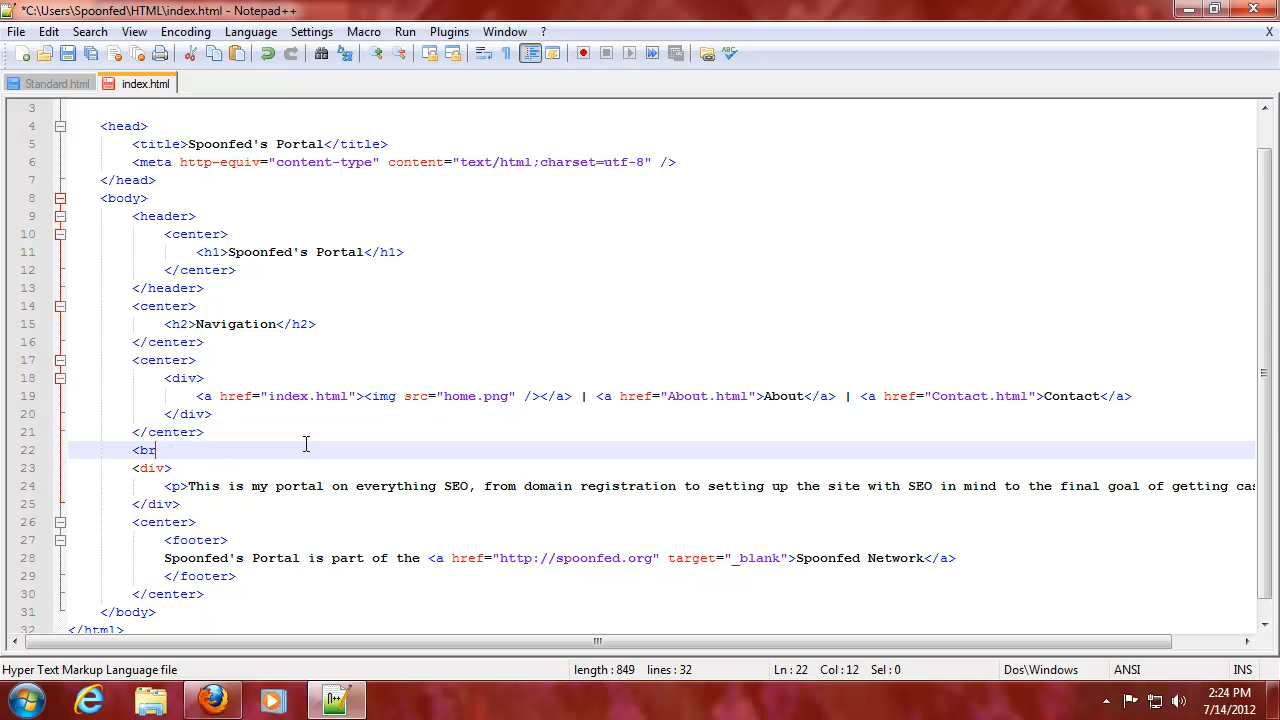 *C:\Users\Spoonfed\HTML\index.html - Notepad++
File Edit Search View Encoding Language Settings Macro Run Plugins Window ? X
Standard.html index.html
3
4 <head>
5 <title>Spoonfed's Portal</title>
6 <meta http-equiv="content-type" content="text/html;charset=utf-8" />
7 </head>
8 <body>
9 <header>
10 <center>
11 <h1>Spoonfed's Portal</h1>
12 </center>
13 </header>
14 <center>
15 <h2>Navigation</h2>
16 </center>
17 <center>
18 <div>
19 <a href="index.html"><img src="home.png" /></a> | <a href="About.html">About</a> | <a href="Contact.html">Contact</a>
20 </div>
21 </center>
22 <br
23 <div>
24 <p>This is my portal on everything SEO, from domain registration to setting up the site with SEO in mind to the final goal of getting cas
25 </div>
26 <center>
27 <footer>
28 Spoonfed's Portal is part of the <a href="http://spoonfed.org" target="_blank">Spoonfed Network</a>
29 </footer>
30 </center>
31 </body>
32 </html>
Hyper Text Markup Language file length : 849 lines : 32 Ln : 22 Col : 12 Sel : 0 Dos\Windows ANSI INS
2:24 PM
7/14/2012